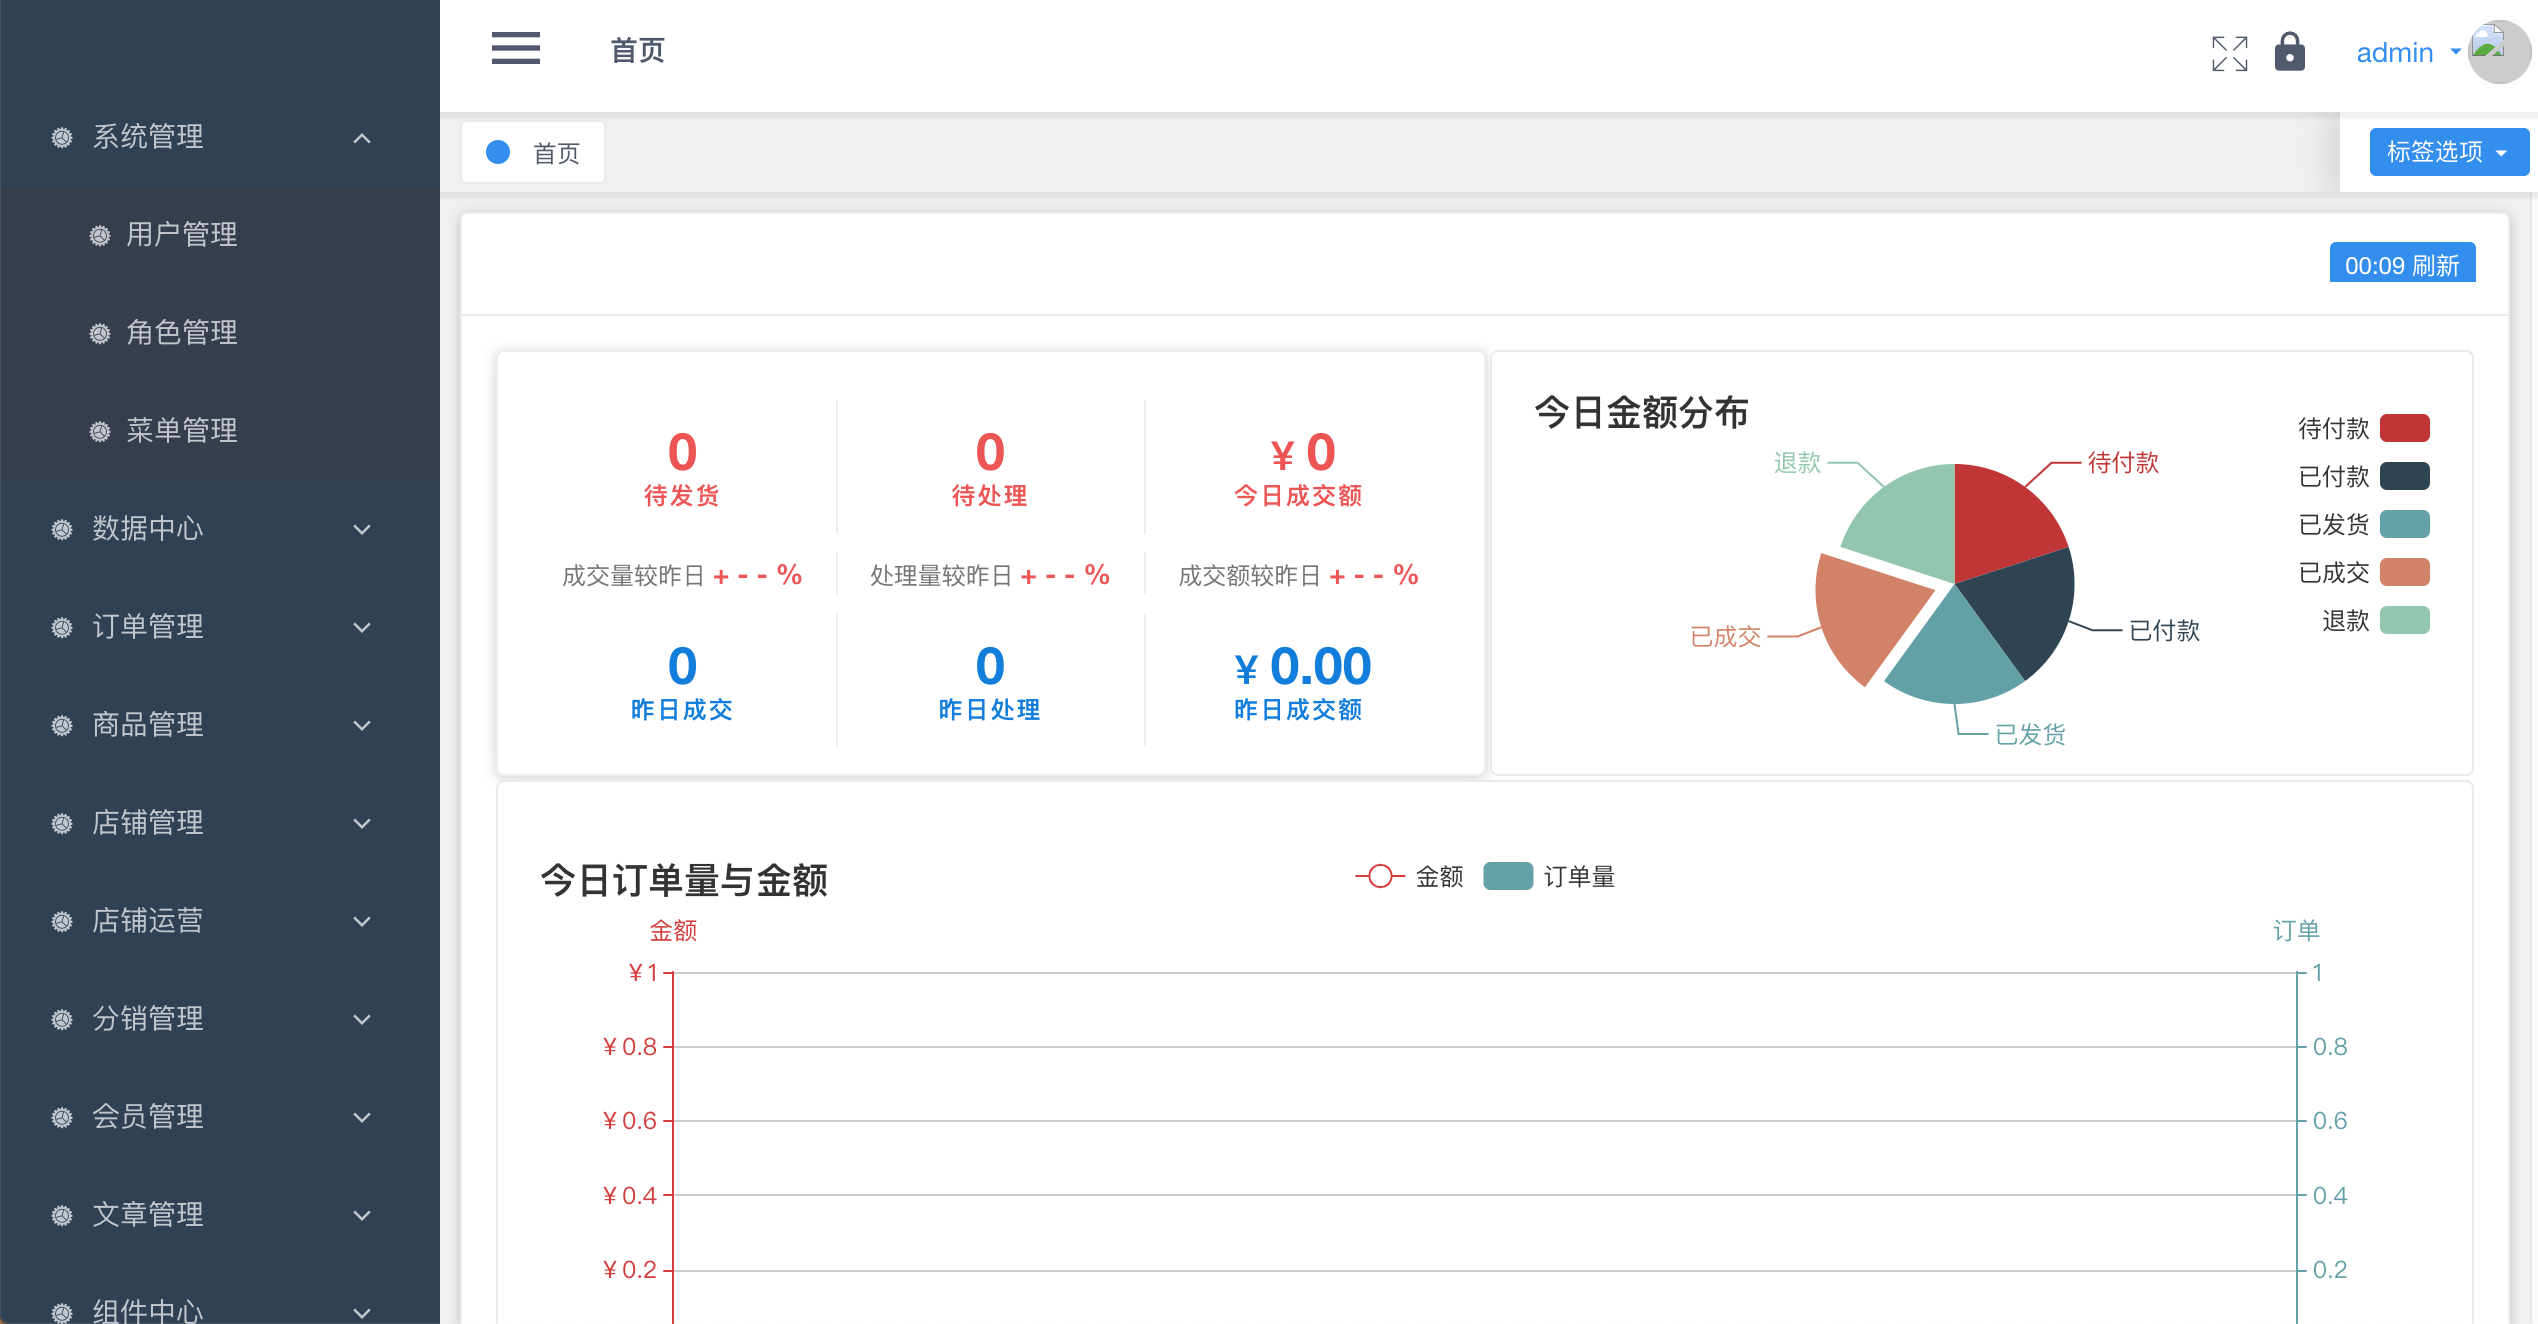 首页
admin
系统管理
用户管理
角色管理
菜单管理
数据中心
订单管理
商品管理
店铺管理
店铺运营
分销管理
会员管理
文章管理
组件中心
首页
标签选项
00:09 刷新
0
待发货
0
待处理
¥ 0
今日成交额
成交量较昨日 + - - %
处理量较昨日 + - - %
成交额较昨日 + - - %
0
昨日成交
0
昨日处理
¥ 0.00
昨日成交额
今日金额分布
待付款
已付款
已发货
已成交
退款
退款
待付款
已成交
已付款
已发货
今日订单量与金额
金额
订单量
金额
订单
¥ 1
1
¥ 0.8
0.8
¥ 0.6
0.6
¥ 0.4
0.4
¥ 0.2
0.2